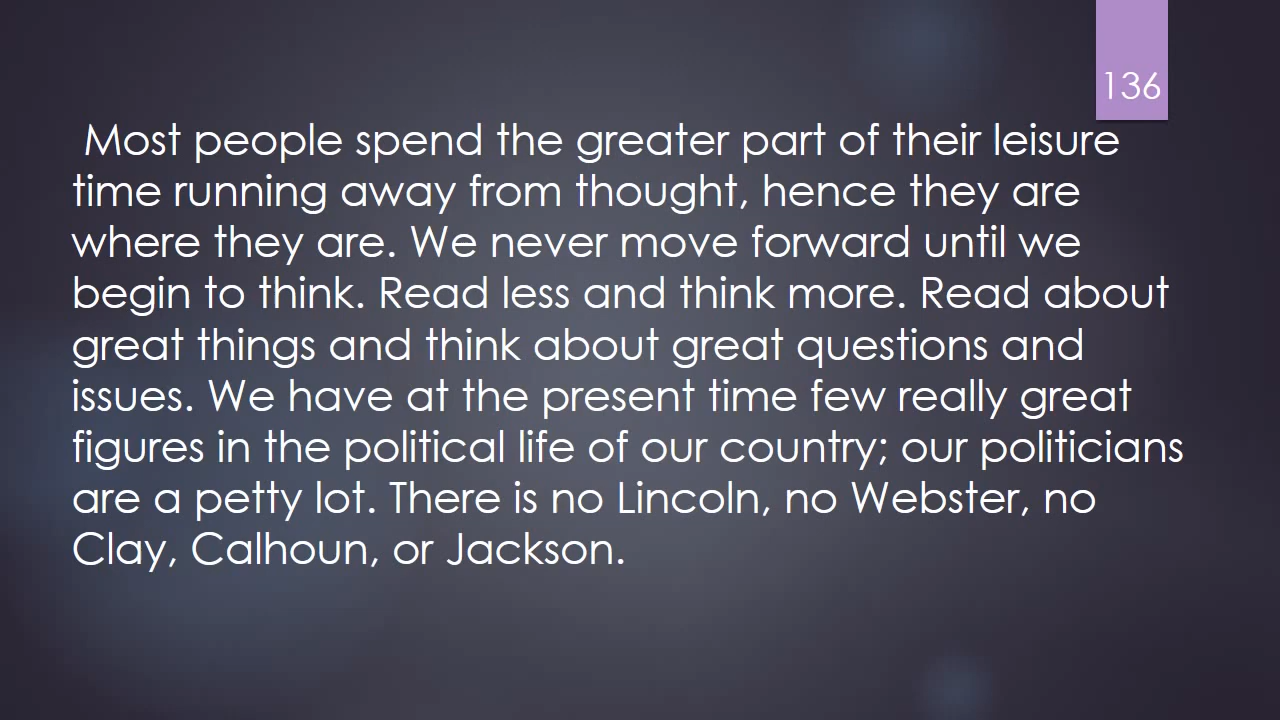 136
Most people spend the greater part of their leisure
time running away from thought, hence they are
where they are. We never move forward until we
begin to think. Read less and think more. Read about
great things and think about great questions and
issues. We have at the present time few really great
figures in the political life of our country; our politicians
are a petty lot. There is no Lincoln, no Webster, no
Clay, Calhoun, or Jackson.